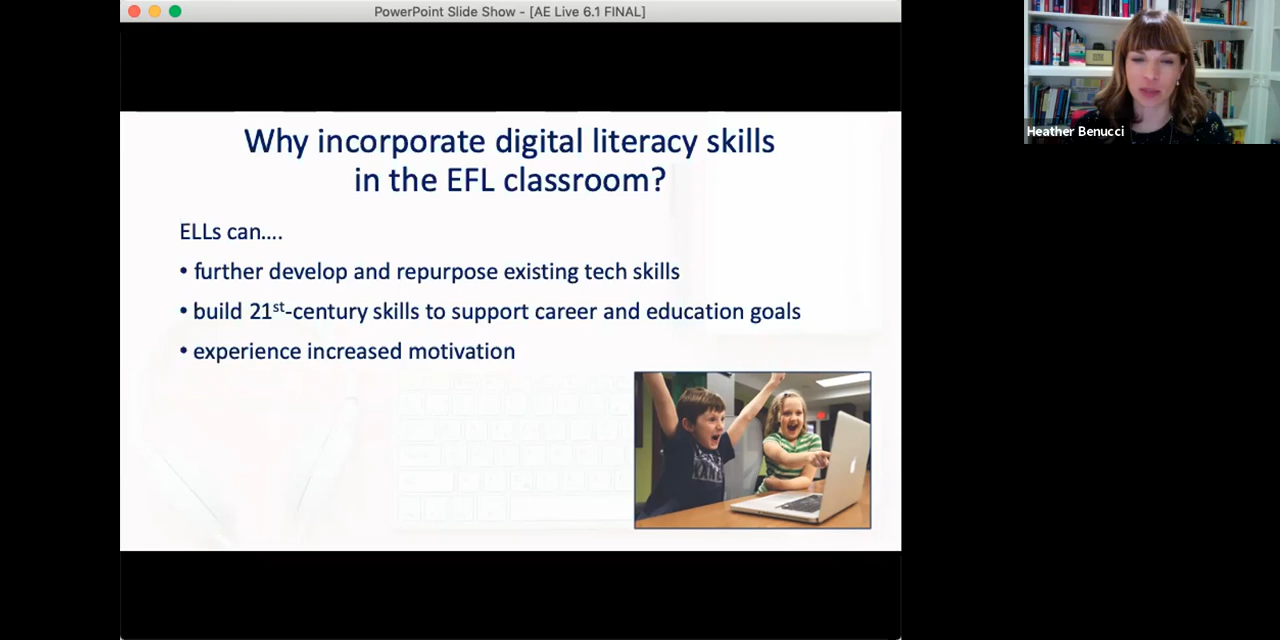 PowerPoint Slide Show - [AE Live 6.1 FINAL]
Heather Benucci
Why incorporate digital literacy skills
in the EFL classroom?
ELLs can....
• further develop and repurpose existing tech skills
• build 21st-century skills to support career and education goals
• experience increased motivation